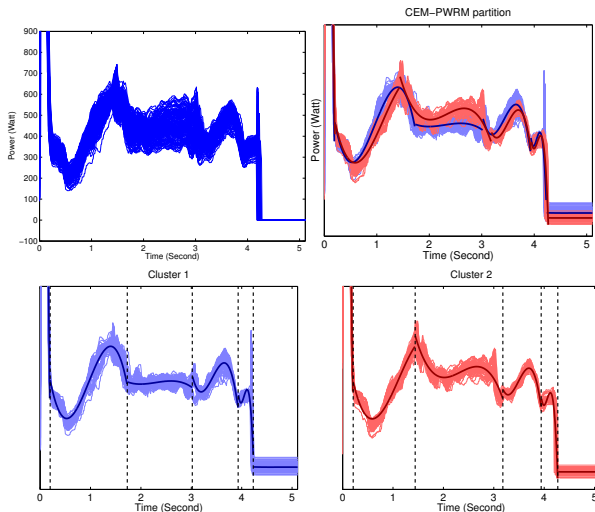 900
800
700
600
500
400
300
200
100
0
−100
Power (Watt)
0 1 2 3 4 5
Time (Second)
CEM−PWRM partition
Power (Watt)
0 1 2 3 4 5
Time (Second)
Cluster 1
0 1 2 3 4 5
Time (Second)
Cluster 2
0 1 2 3 4 5
Time (Second)